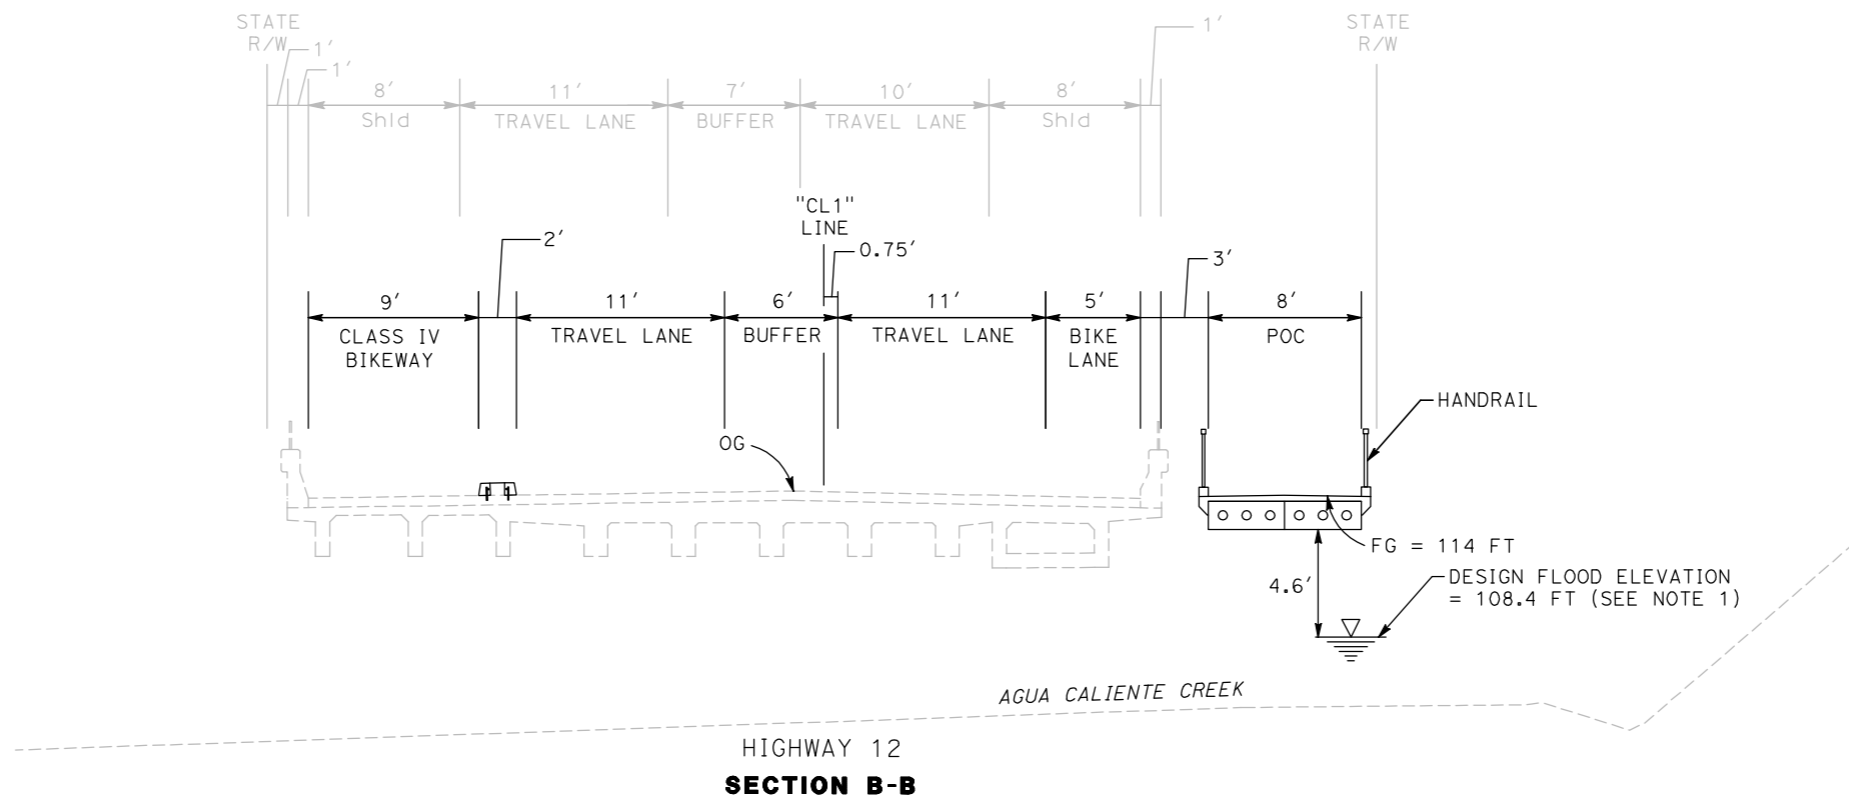 STATE
R/W
1'
1'
1'
STATE
R/W
8'
11'
7'
10'
8'
Shld
TRAVEL LANE
BUFFER
TRAVEL LANE
Shld
"CL1"
LINE
2'
0.75'
3'
9'
11'
6'
11'
5'
8'
CLASS IV
BIKEWAY
TRAVEL LANE
BUFFER
TRAVEL LANE
BIKE
LANE
POC
HANDRAIL
OG
FG = 114 FT
4.6'
DESIGN FLOOD ELEVATION
= 108.4 FT (SEE NOTE 1)
AGUA CALIENTE CREEK
HIGHWAY 12
SECTION B-B